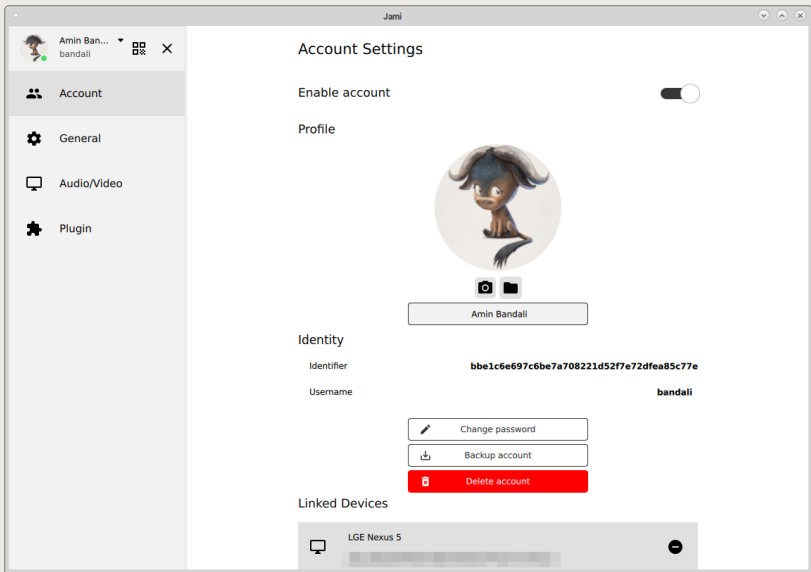 Jami
Amin Ban...
bandali
Account
General
Audio/Video
Plugin
Account Settings
Enable account
Profile
Amin Bandali
Identity
Identifier bbe1c6e697c6be7a708221d52f7e72dfea85c77e
Username bandali
Change password
Backup account
Delete account
Linked Devices
LGE Nexus 5